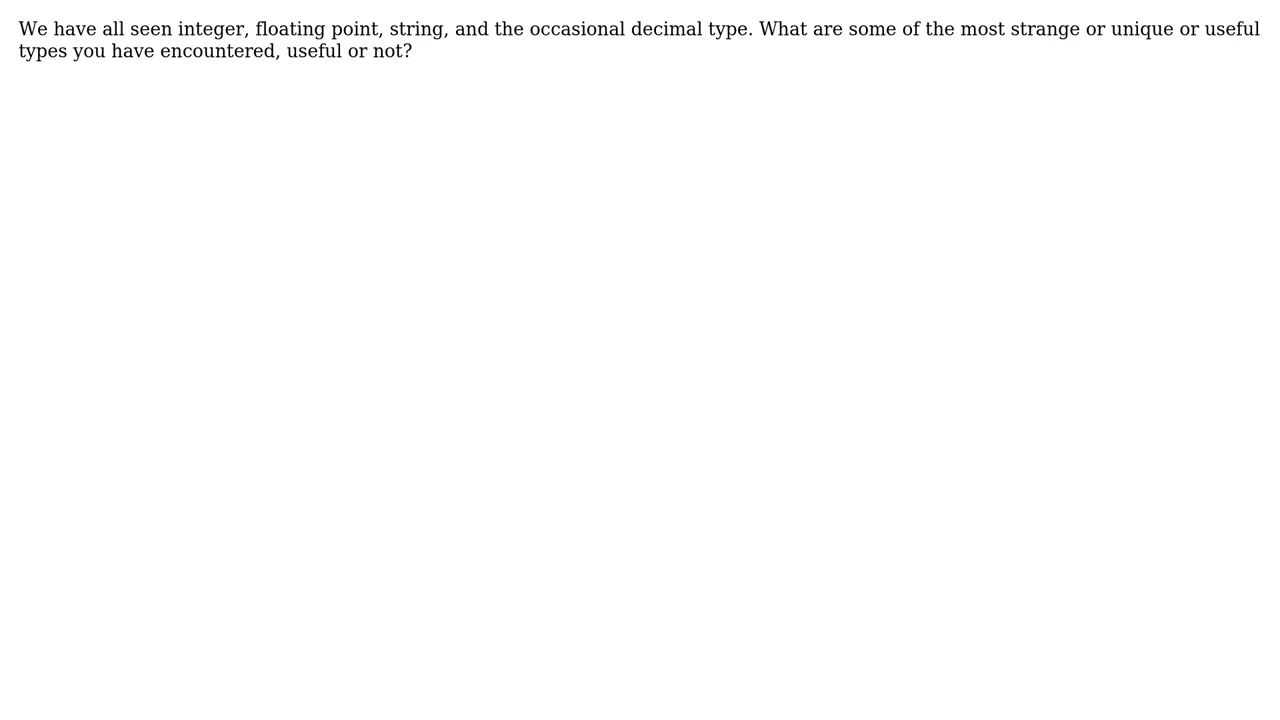 We have all seen integer, floating point, string, and the occasional decimal type. What are some of the most strange or unique or useful
types you have encountered, useful or not?